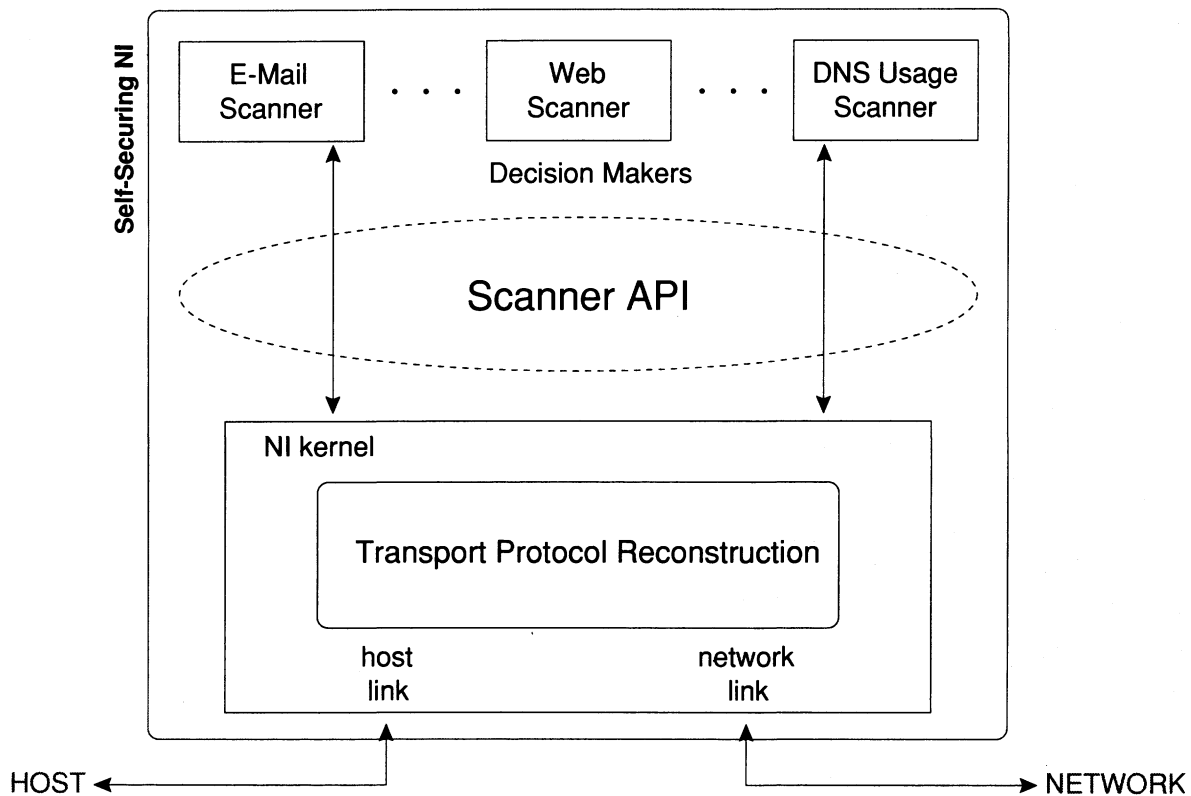 Self-Securing NI
E-Mail
Scanner
. . .
Web
Scanner
. . .
DNS Usage
Scanner
Decision Makers
Scanner API
NI kernel
Transport Protocol Reconstruction
host
link
network
link
HOST
NETWORK